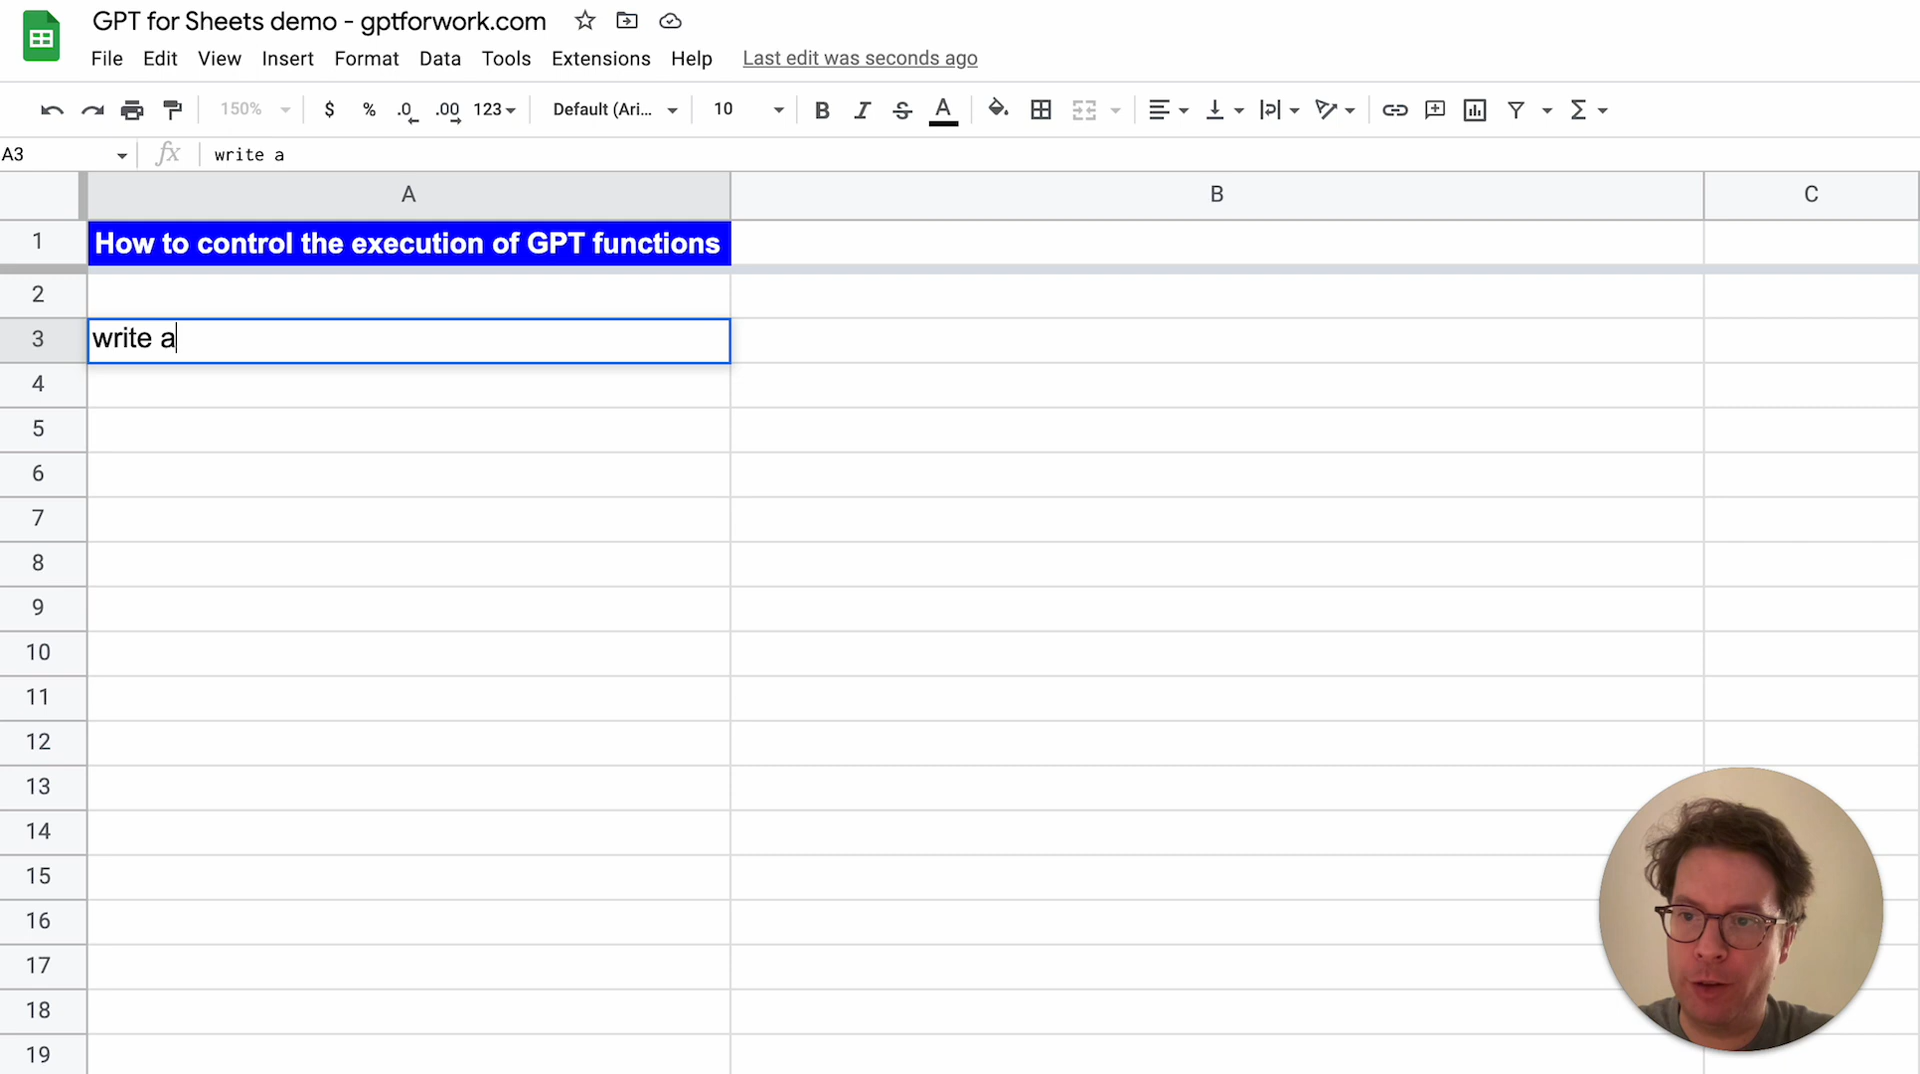 GPT for Sheets demo - gptforwork.com
File Edit View Insert Format Data Tools Extensions Help Last edit was seconds ago
150% $ % .0 .00 123 Default (Ari... 10 B I S A
A3 fx write a
A B C
1 How to control the execution of GPT functions
2
3 write a
4
5
6
7
8
9
10
11
12
13
14
15
16
17
18
19